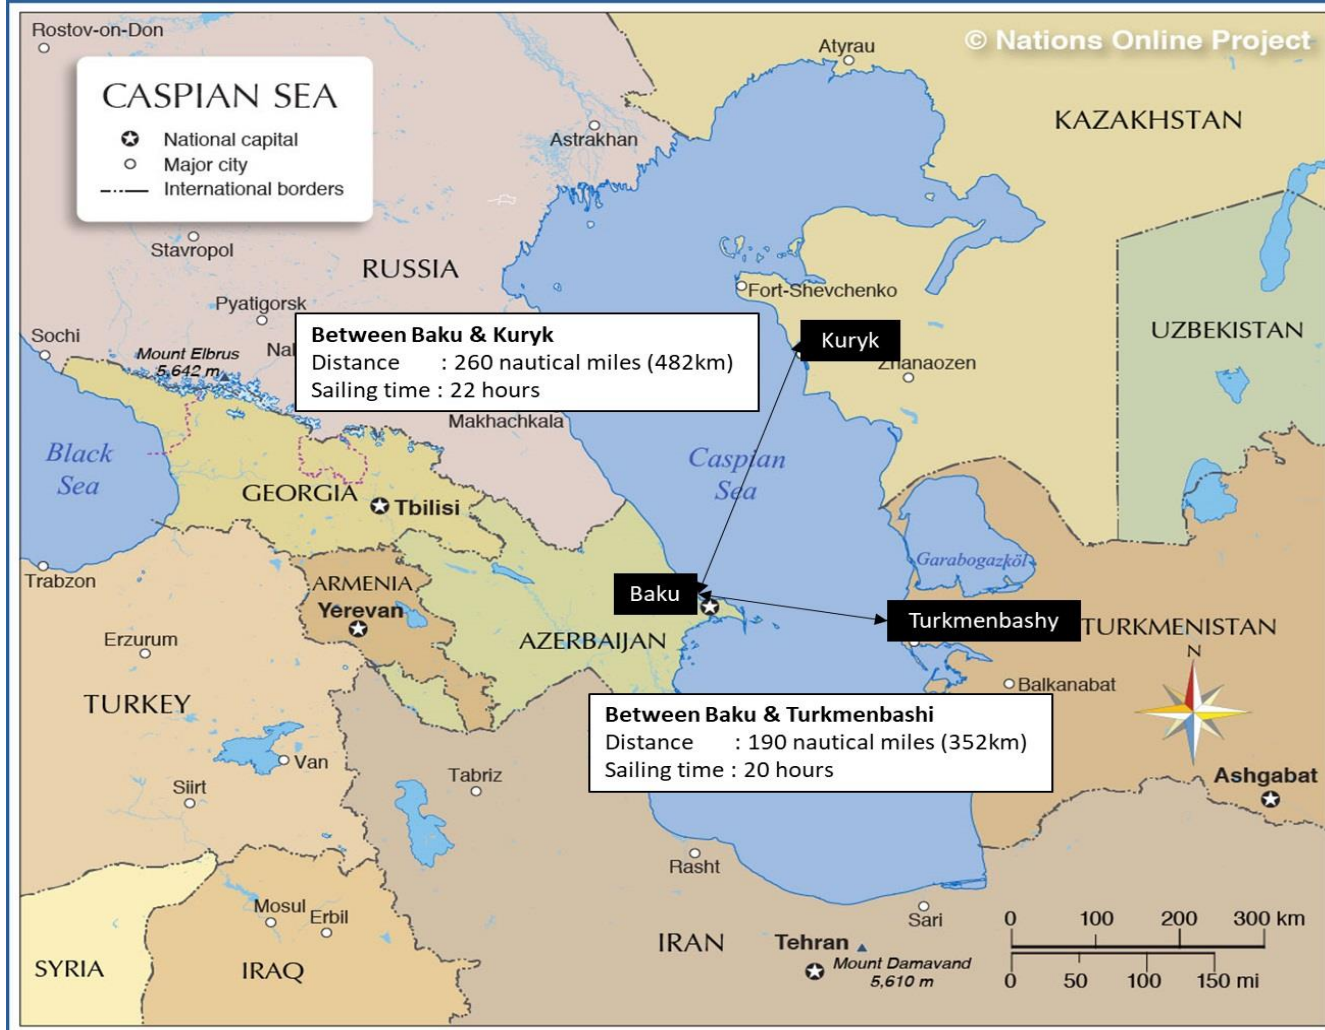 Rostov-on-Don
© Nations Online Project
Atyrau
CASPIAN SEA
National capital
Major city
International borders
KAZAKHSTAN
Astrakhan
Stavropol
RUSSIA
Fort-Shevchenko
Pyatigorsk
Sochi
Mount Elbrus
5,642 m
Nal
Between Baku & Kuryk
Distance : 260 nautical miles (482km)
Sailing time : 22 hours
Kuryk
UZBEKISTAN
Zhanaozen
Makhachkala
Black
Sea
Caspian
Sea
GEORGIA
Tbilisi
Garabogazköl
Trabzon
ARMENIA
Yerevan
Baku
Turkmenbashy
TURKMENISTAN
Erzurum
AZERBAIJAN
N
Balkanabat
TURKEY
Between Baku & Turkmenbashi
Distance : 190 nautical miles (352km)
Sailing time : 20 hours
Van
Tabriz
Siirt
Ashgabat
Rasht
Mosul
Erbil
Sari
0 100 200 300 km
IRAN
Tehran
Mount Damavand
5,610 m
SYRIA
IRAQ
0 50 100 150 mi